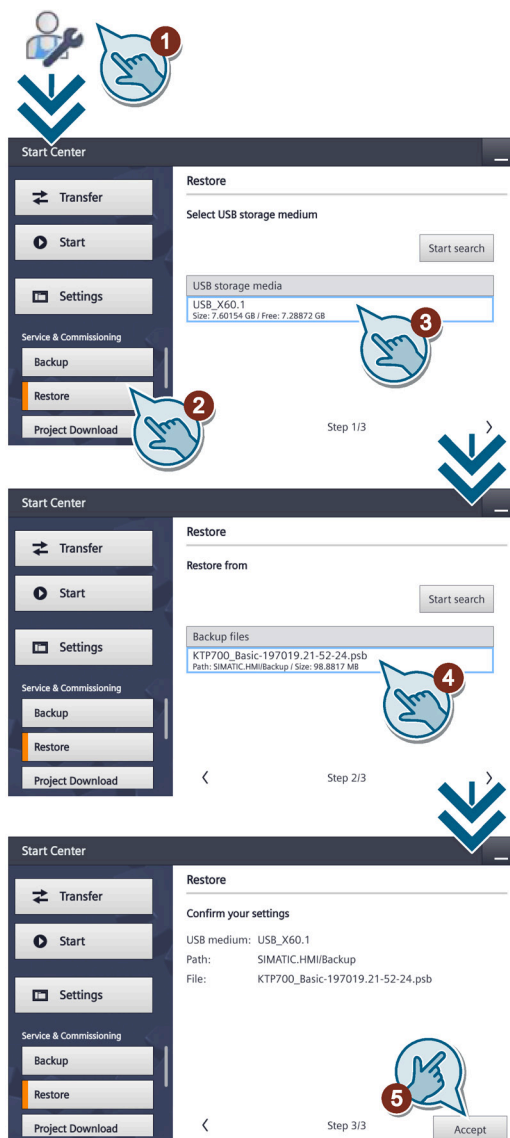 1
Start Center
Transfer
Start
Settings
Service & Commissioning
Backup
Restore
Project Download
Restore
Select USB storage medium
Start search
USB storage media
USB_X60.1
Size: 7.60154 GB / Free: 7.28872 GB
3
2
Step 1/3
Start Center
Transfer
Start
Settings
Service & Commissioning
Backup
Restore
Project Download
Restore
Restore from
Start search
Backup files
KTP700_Basic-197019.21-52-24.psb
Path: SIMATIC.HMI/Backup / Size: 98.8817 MB
4
Step 2/3
Start Center
Transfer
Start
Settings
Service & Commissioning
Backup
Restore
Project Download
Restore
Confirm your settings
USB medium: USB_X60.1
Path: SIMATIC.HMI/Backup
File: KTP700_Basic-197019.21-52-24.psb
5
Step 3/3
Accept